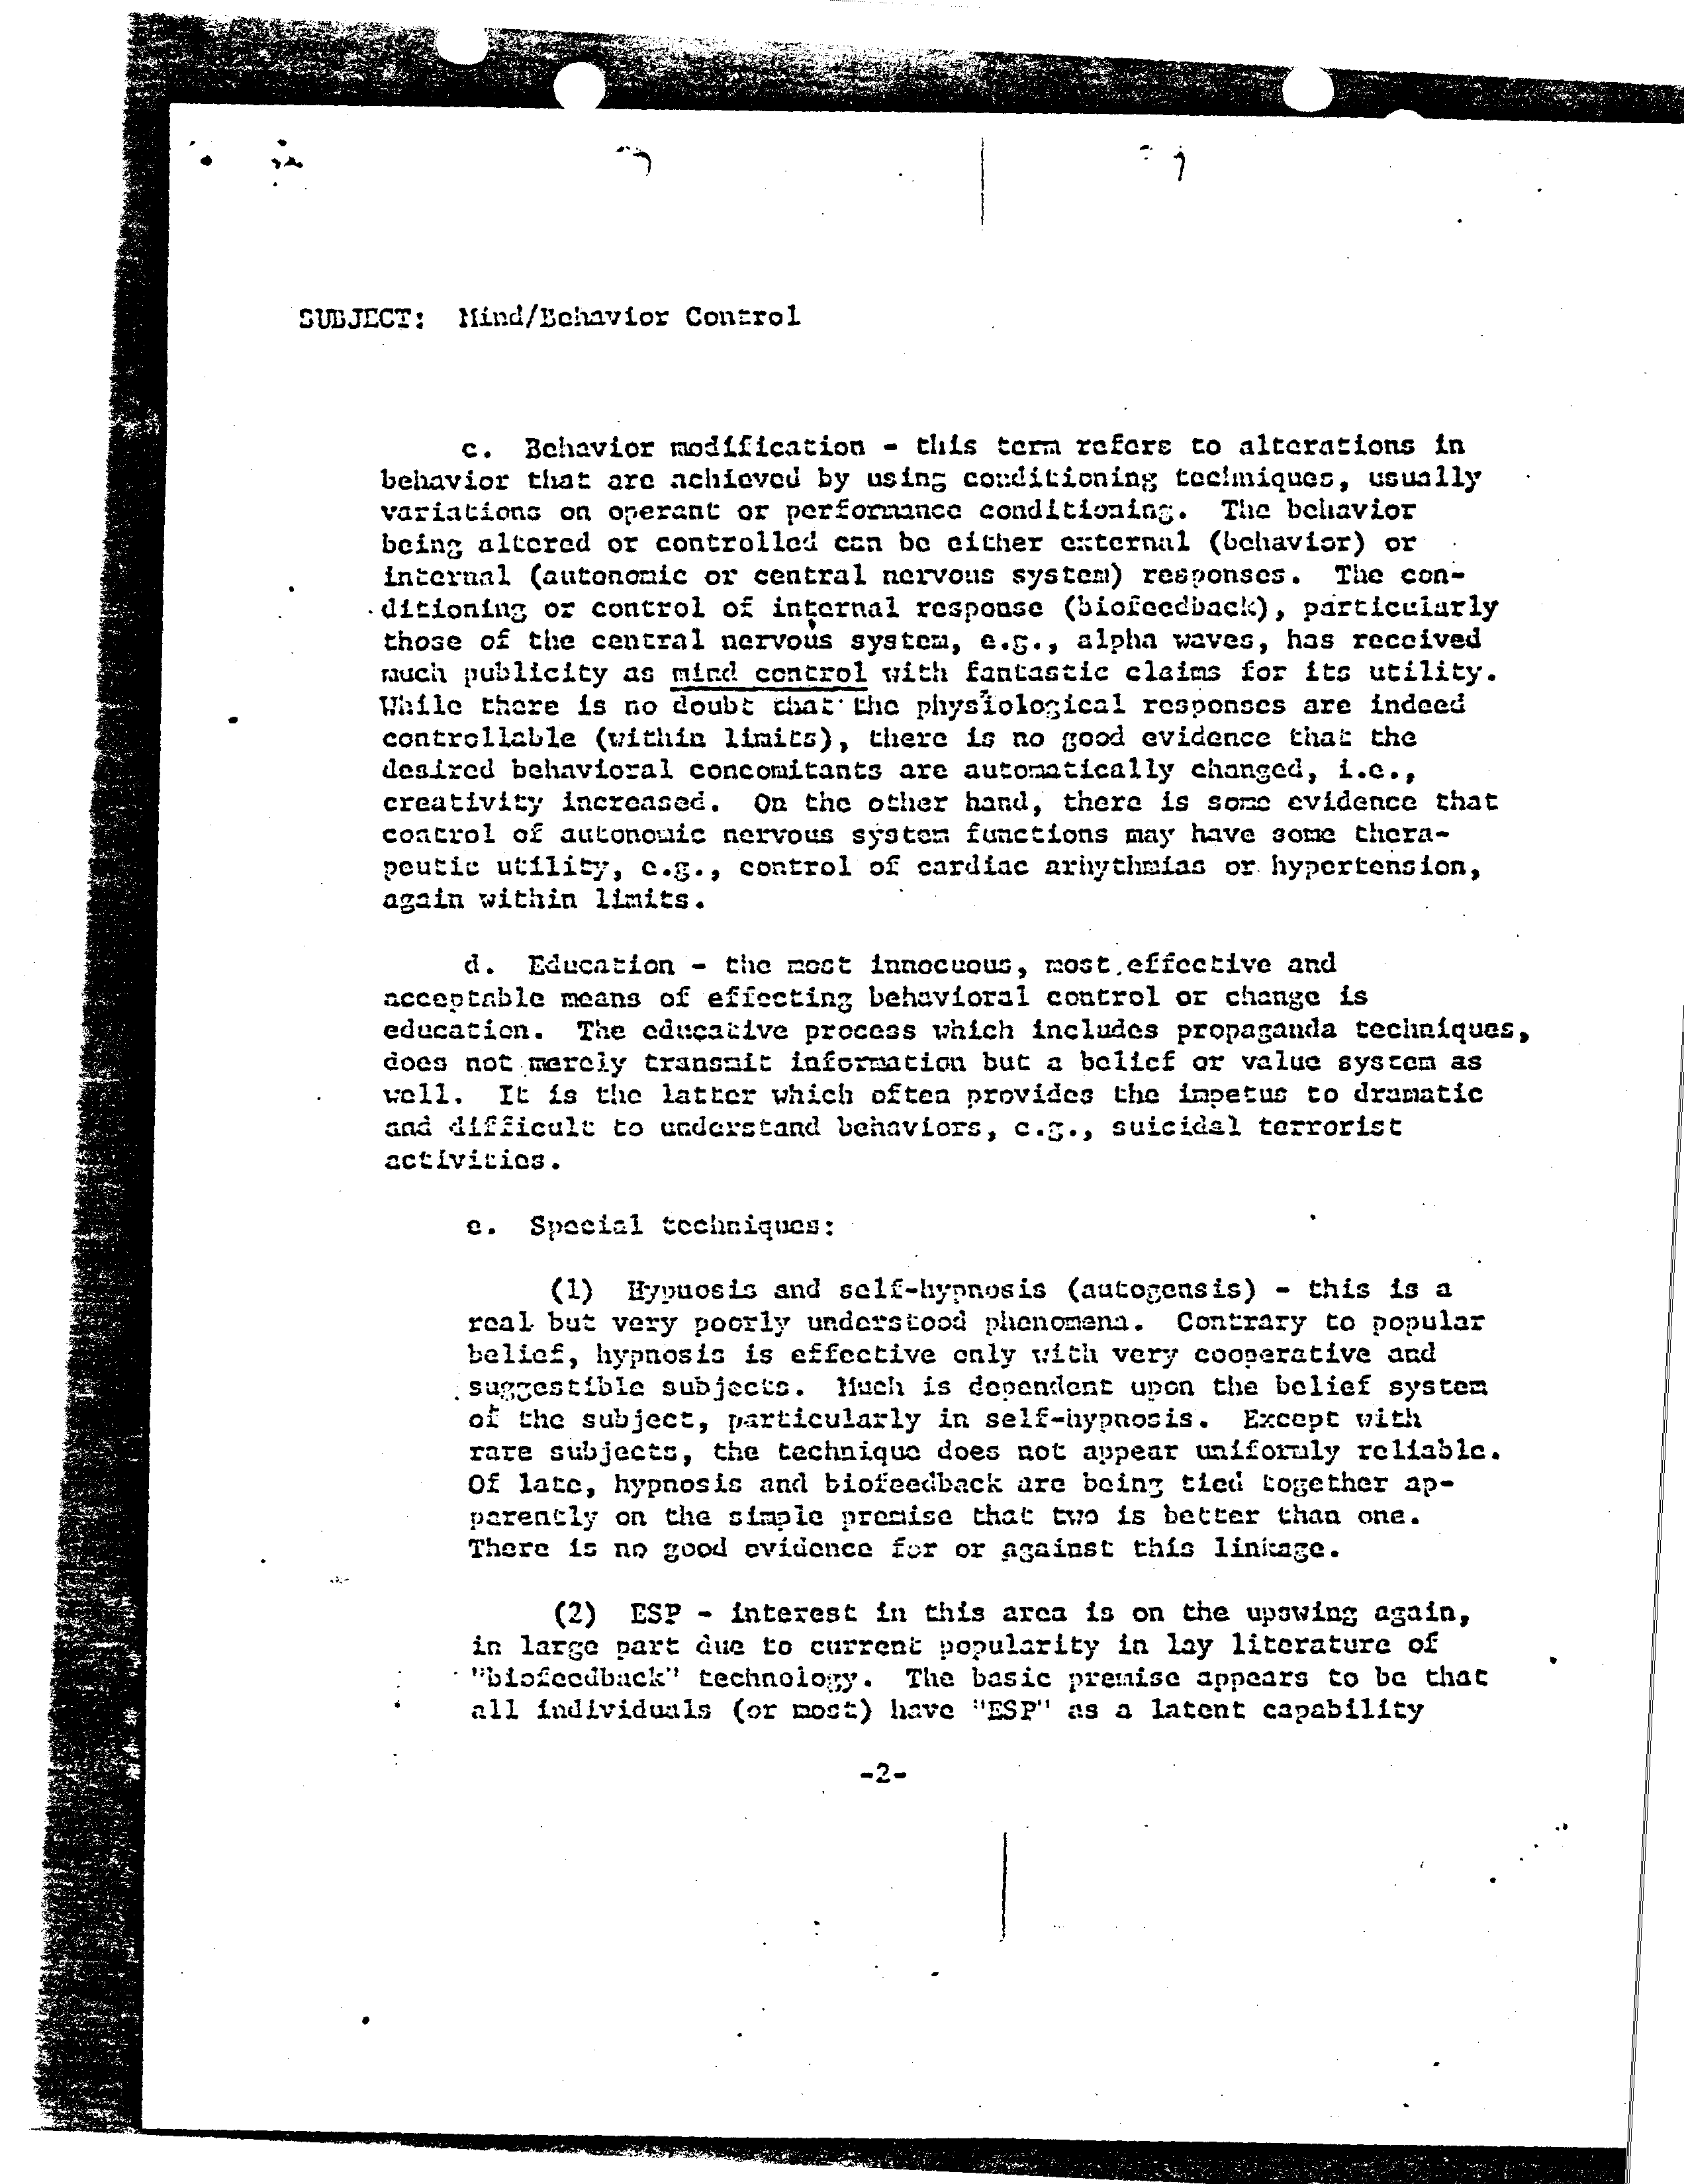 SUBJECT: Mind/Behavior Control
c. Behavior modification - this term refers to alterations in
behavior that are achieved by using conditioning techniques, usually
variations on operant or performance conditioning. The behavior
being altered or controlled can be either external (behavior) or
internal (autonomic or central nervous system) responses. The con-
ditioning or control of internal response (biofeedback), particularly
those of the central nervous system, e.g., alpha waves, has received
much publicity as mind control with fantastic claims for its utility.
While there is no doubt that the physiological responses are indeed
controllable (within limits), there is no good evidence that the
desired behavioral concomitants are automatically changed, i.e.,
creativity increased. On the other hand, there is some evidence that
control of autonomic nervous system functions may have some thera-
peutic utility, e.g., control of cardiac arhythmias or hypertension,
again within limits.
d. Education - the most innocuous, most effective and
acceptable means of effecting behavioral control or change is
education. The educative process which includes propaganda techniques,
does not merely transmit information but a belief or value system as
well. It is the latter which often provides the impetus to dramatic
and difficult to understand behaviors, e.g., suicidal terrorist
activities.
e. Special techniques:
(1) Hypnosis and self-hypnosis (autogensis) - this is a
real but very poorly understood phenomena. Contrary to popular
belief, hypnosis is effective only with very cooperative and
suggestible subjects. Much is dependent upon the belief system
of the subject, particularly in self-hypnosis. Except with
rare subjects, the technique does not appear uniformly reliable.
Of late, hypnosis and biofeedback are being tied together ap-
parently on the simple premise that two is better than one.
There is no good evidence for or against this linkage.
(2) ESP - interest in this area is on the upswing again,
in large part due to current popularity in lay literature of
"biofeedback" technology. The basic premise appears to be that
all individuals (or most) have "ESP" as a latent capability
-2-